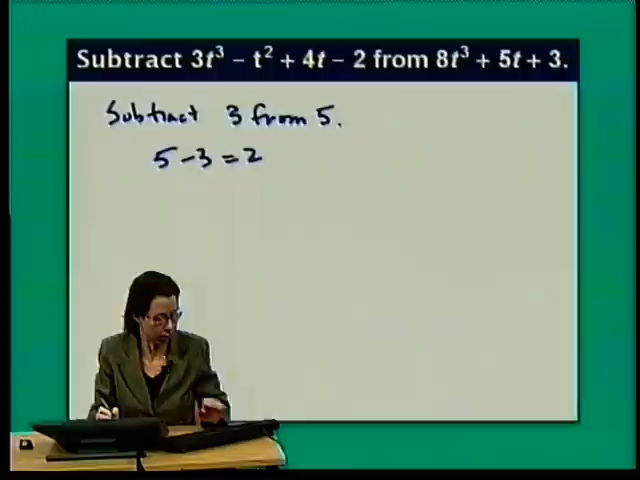 Subtract 3t³ − t² + 4t − 2 from 8t³ + 5t + 3.
Subtract 3 from 5.
5 − 3 = 2